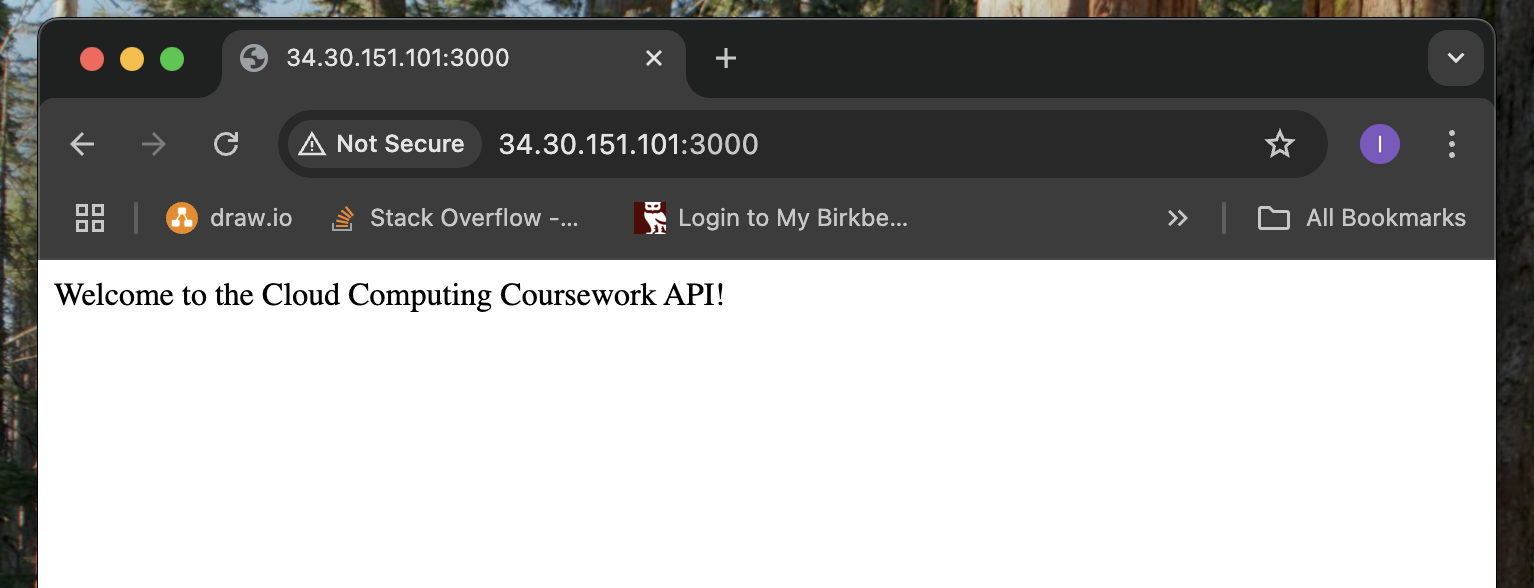 34.30.151.101:3000
Not Secure 34.30.151.101:3000 I
draw.io Stack Overflow -... Login to My Birkbe... All Bookmarks
Welcome to the Cloud Computing Coursework API!